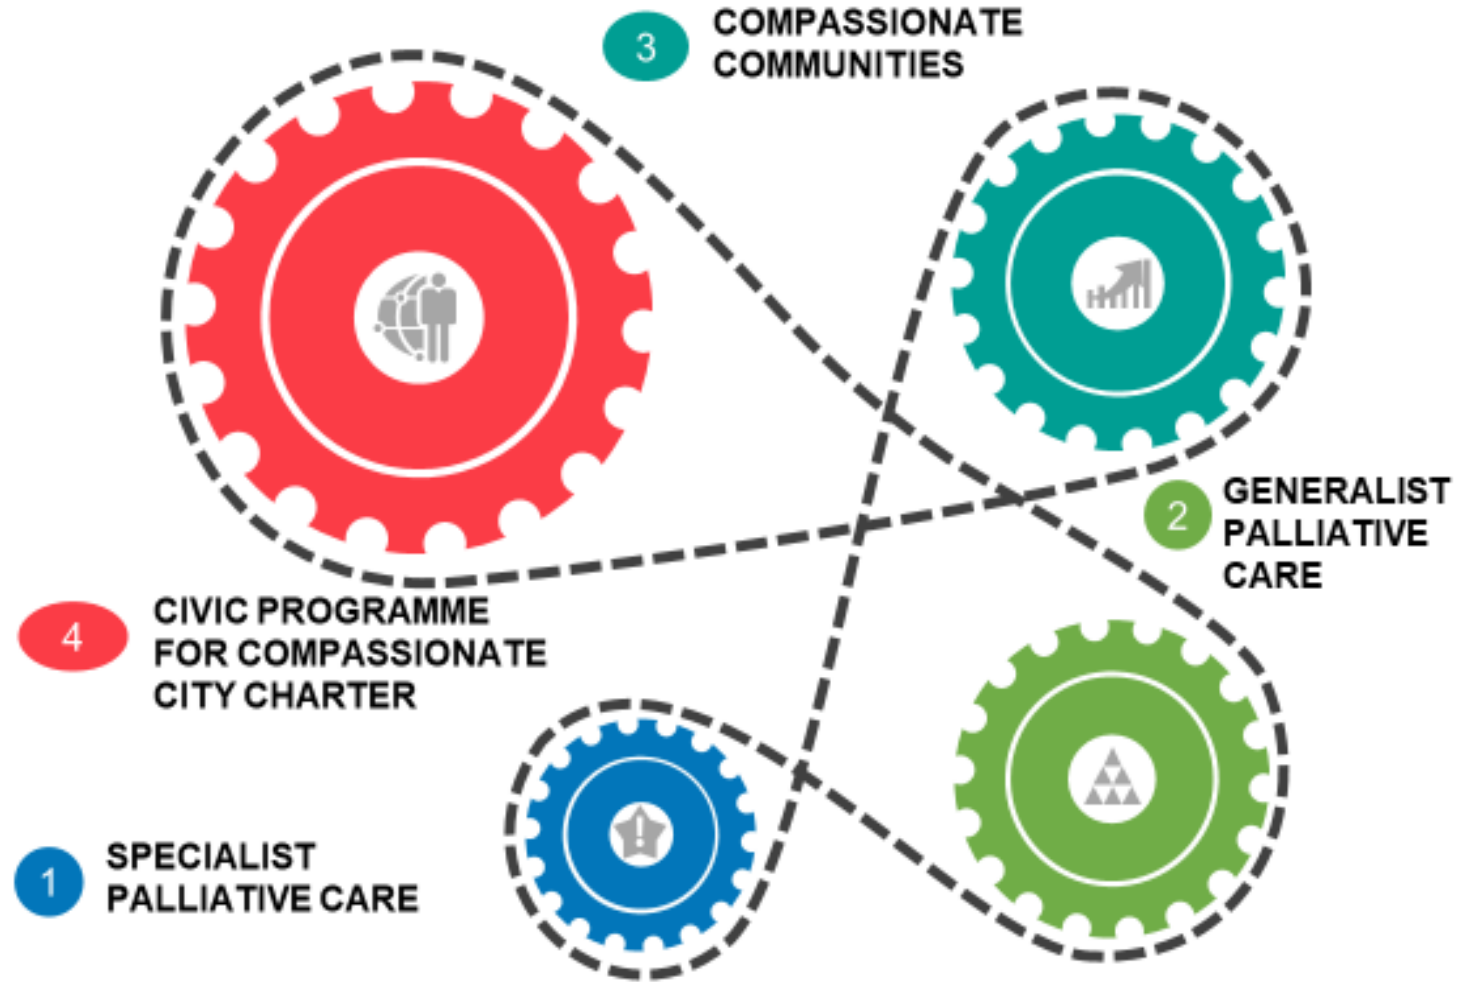 3
COMPASSIONATE
COMMUNITIES
2
GENERALIST
PALLIATIVE
CARE
4
CIVIC PROGRAMME
FOR COMPASSIONATE
CITY CHARTER
1
SPECIALIST
PALLIATIVE CARE
!